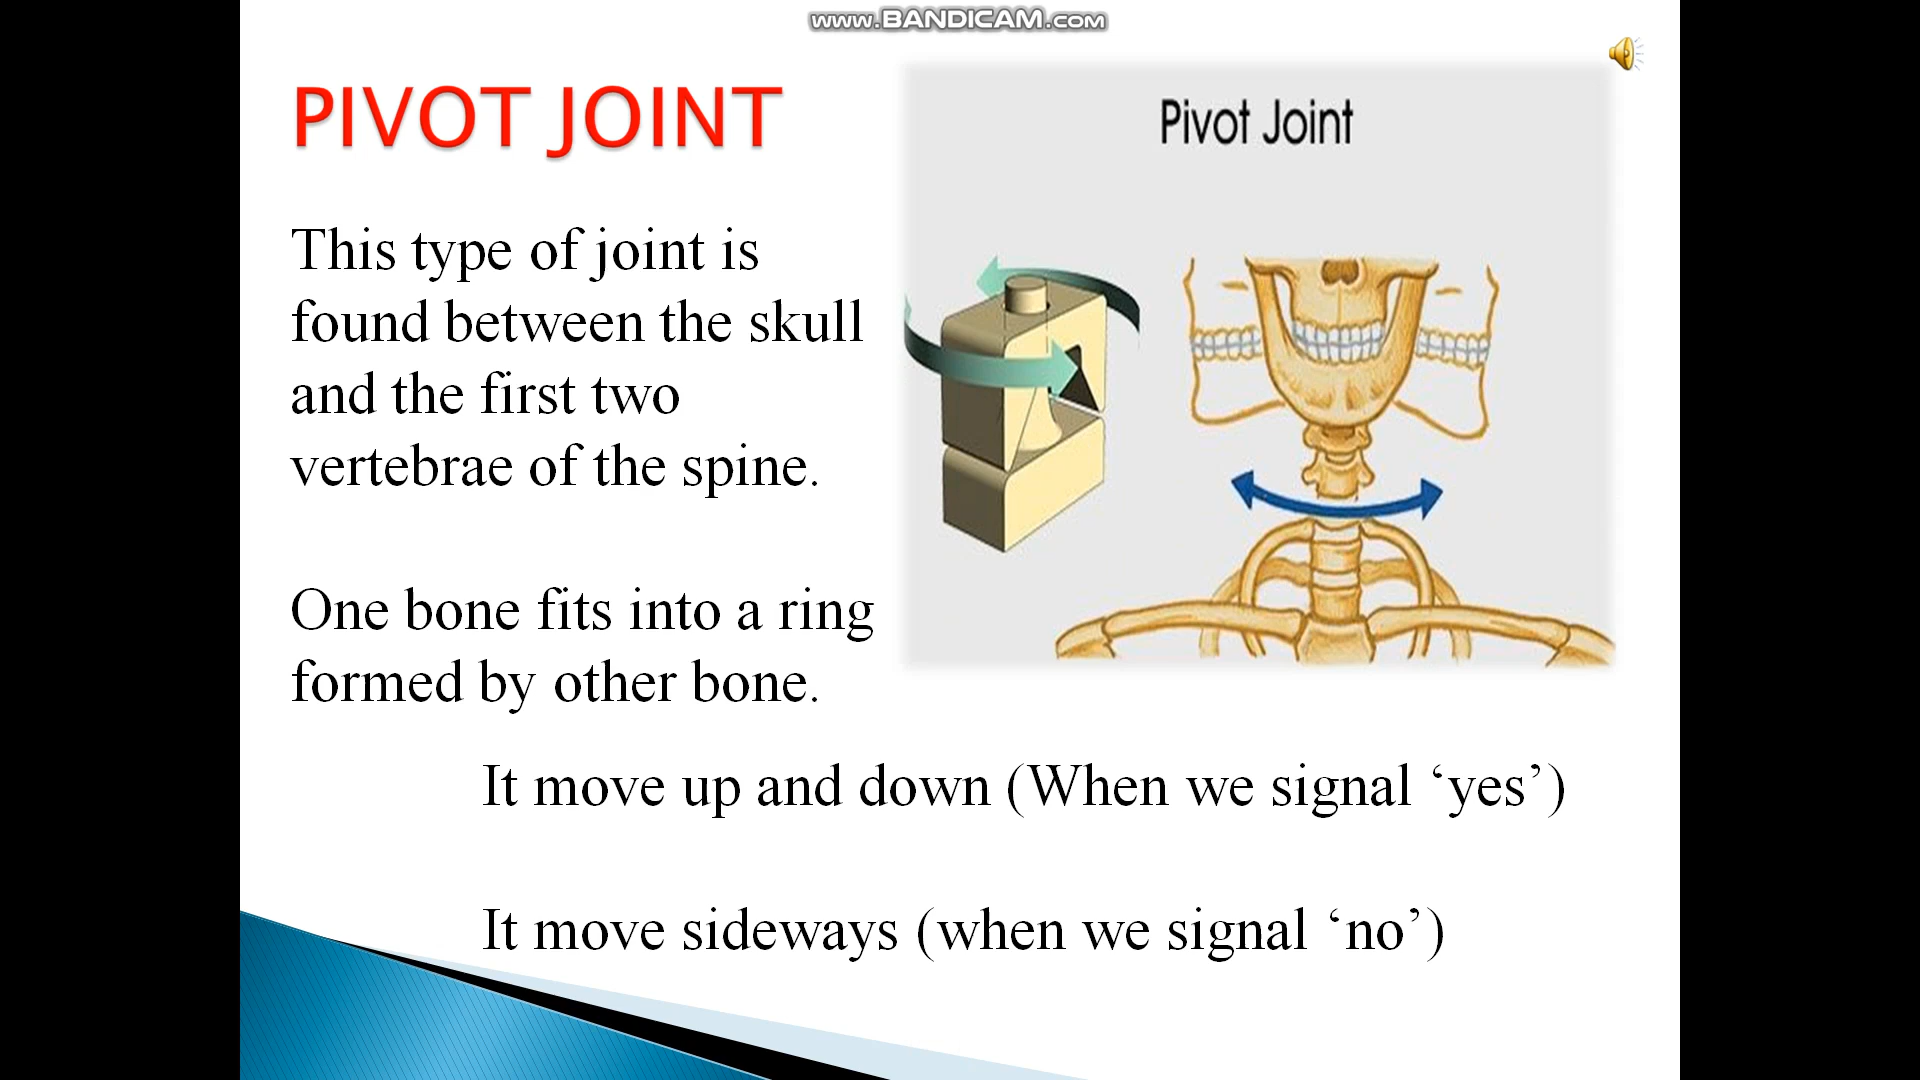 www.BANDICAM.com
PIVOT JOINT
Pivot Joint
This type of joint is
found between the skull
and the first two
vertebrae of the spine.
One bone fits into a ring
formed by other bone.
It move up and down (When we signal ‘yes’)
It move sideways (when we signal ‘no’)